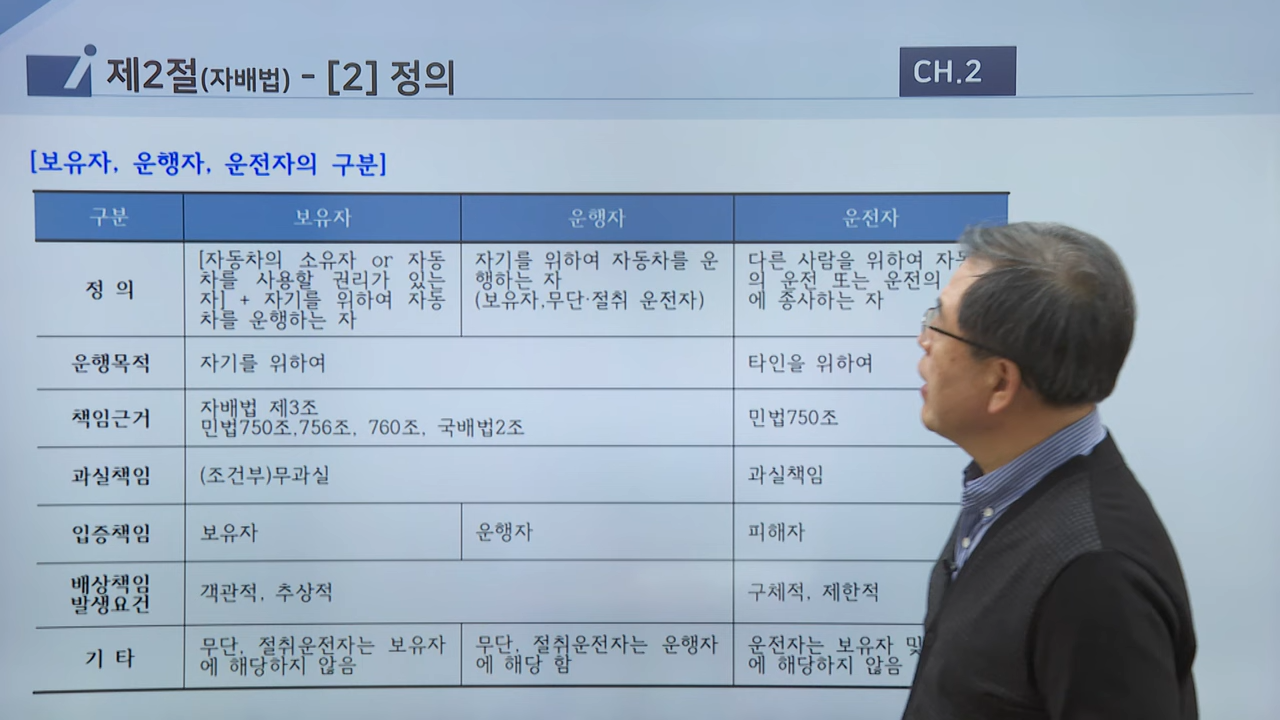 제2절(자배법) - [2] 정의
CH.2
[보유자, 운행자, 운전자의 구분]
구분
보유자
운행자
운전자
정 의
[자동차의 소유자 or 자동
차를 사용할 권리가 있는
자] + 자기를 위하여 자동
차를 운행하는 자
자기를 위하여 자동차를 운
행하는 자
(보유자,무단·절취 운전자)
다른 사람을 위하여
의 운전 또는 운전의
에 종사하는 자
운행목적
자기를 위하여
타인을 위하여
책임근거
자배법 제3조
민법750조,756조, 760조, 국배법2조
민법750조
과실책임
(조건부)무과실
과실책임
입증책임
보유자
운행자
피해자
배상책임
발생요건
객관적, 추상적
구체적, 제한적
기 타
무단, 절취운전자는 보유자
에 해당하지 않음
무단, 절취운전자는 운행자
에 해당 함
운전자는 보유자 및
에 해당하지 않음